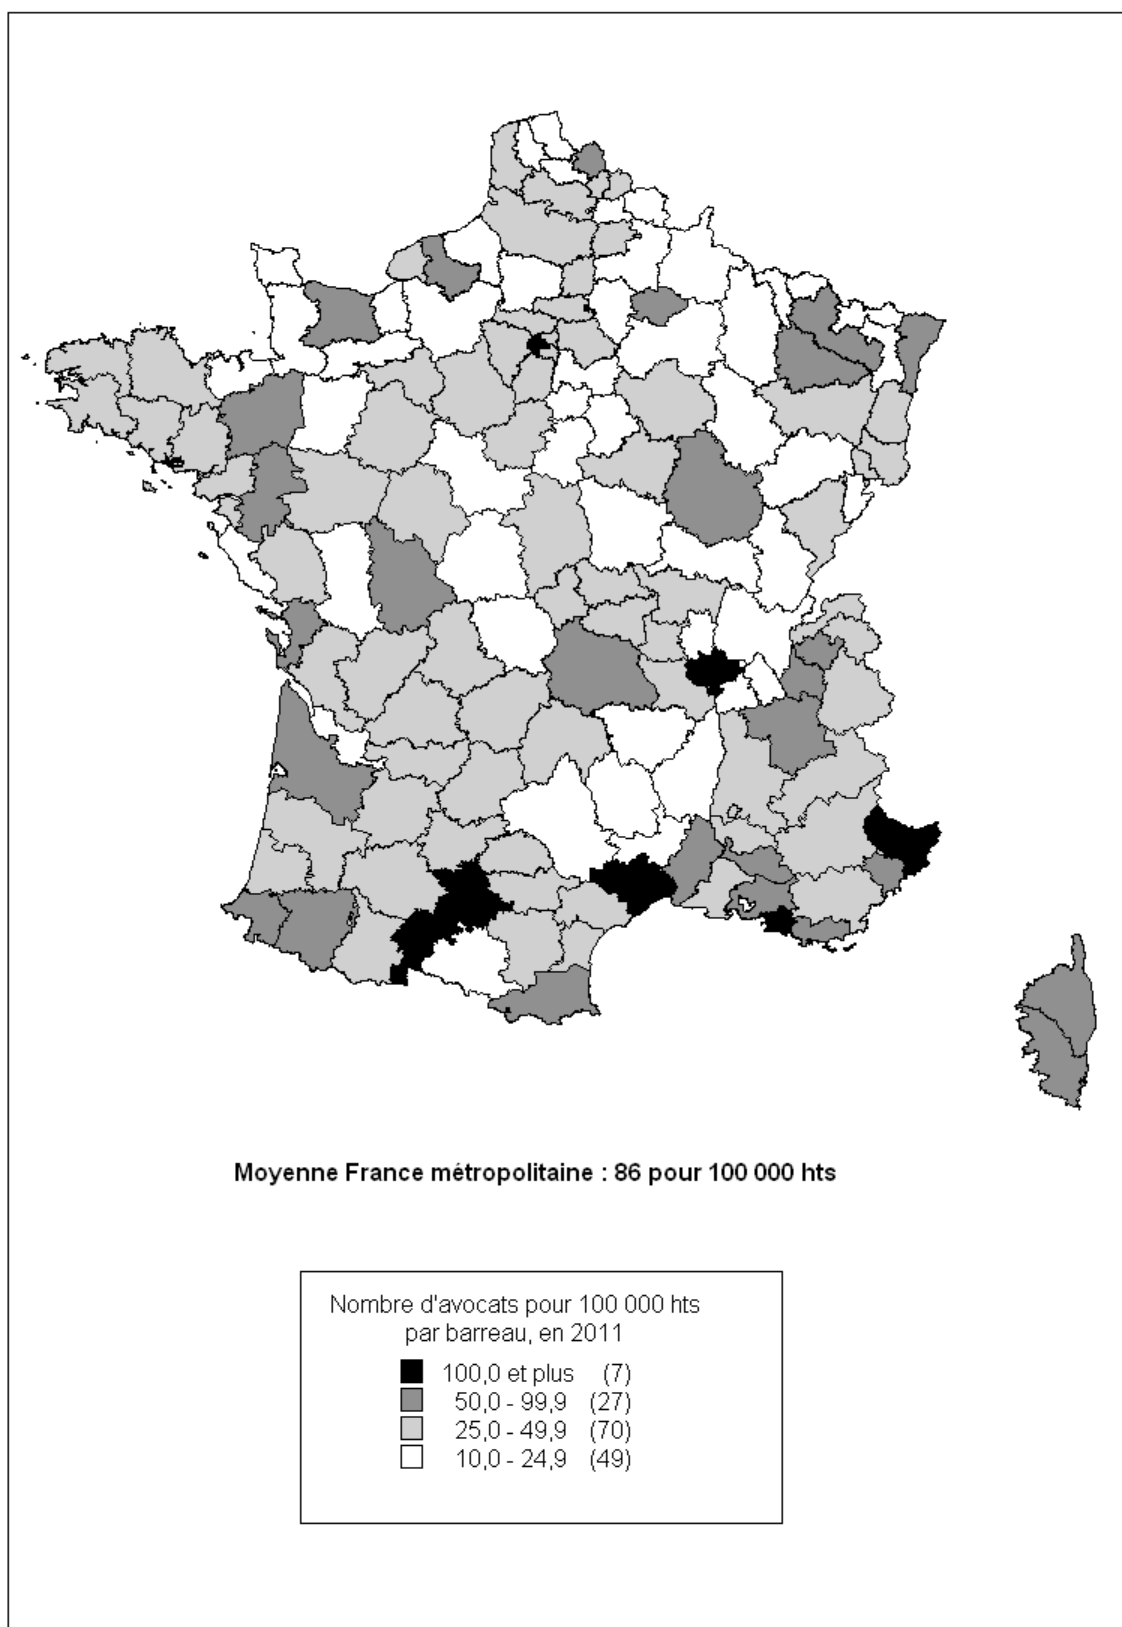 Moyenne France métropolitaine : 86 pour 100 000 hts
Nombre d'avocats pour 100 000 hts
par barreau, en 2011
100,0 et plus (7)
50,0 - 99,9 (27)
25,0 - 49,9 (70)
10,0 - 24,9 (49)